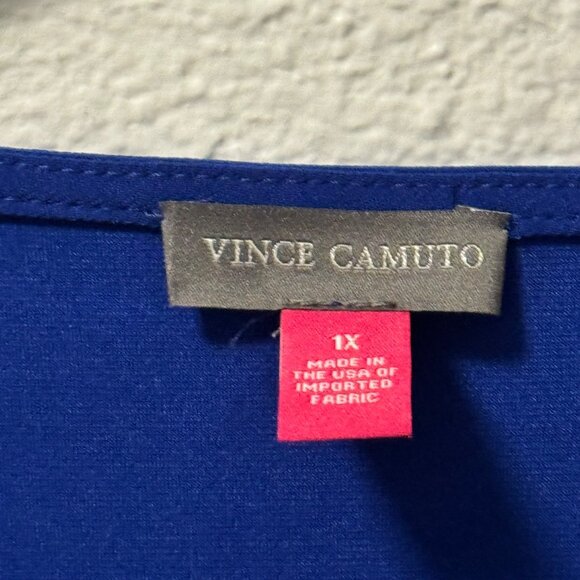 VINCE CAMUTO
1X
MADE IN
THE USA OF
IMPORTED
FABRIC